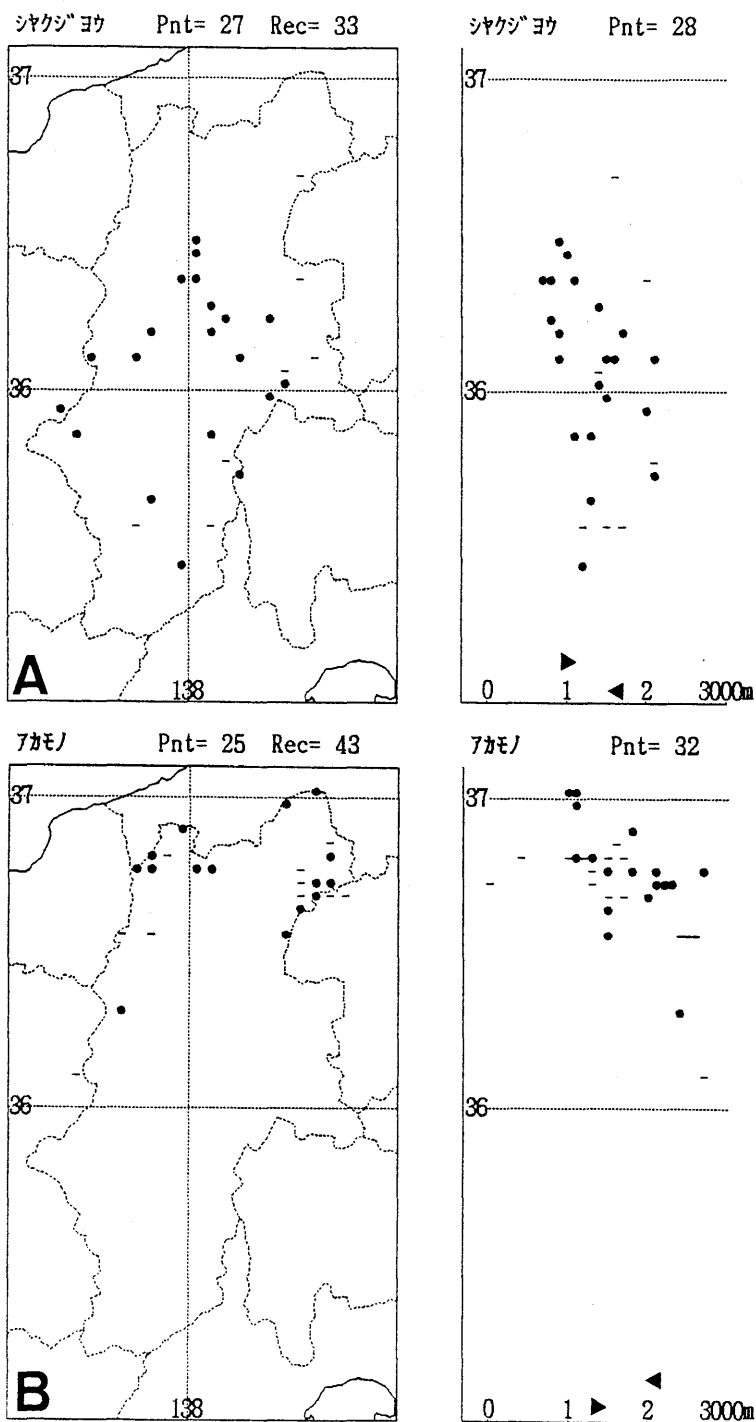 ｼﾔｸｼﾞﾖｳ Pnt= 27 Rec= 33
37
36
A
138
ｼﾔｸｼﾞﾖｳ Pnt= 28
37
36
0 1 2 3000m
ｱｶﾓﾉ Pnt= 25 Rec= 43
37
36
B
138
ｱｶﾓﾉ Pnt= 32
37
36
0 1 2 3000m